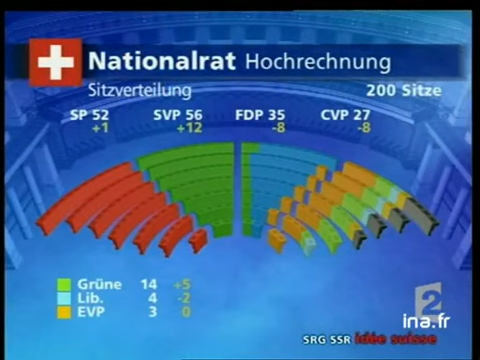 Nationalrat Hochrechnung
Sitzverteilung 200 Sitze
SP 52 SVP 56 FDP 35 CVP 27
+1 +12 -8 -8
Grüne 14 +5
Lib. 4 -2
EVP 3 0
2
ina.fr
SRG SSR idée suisse